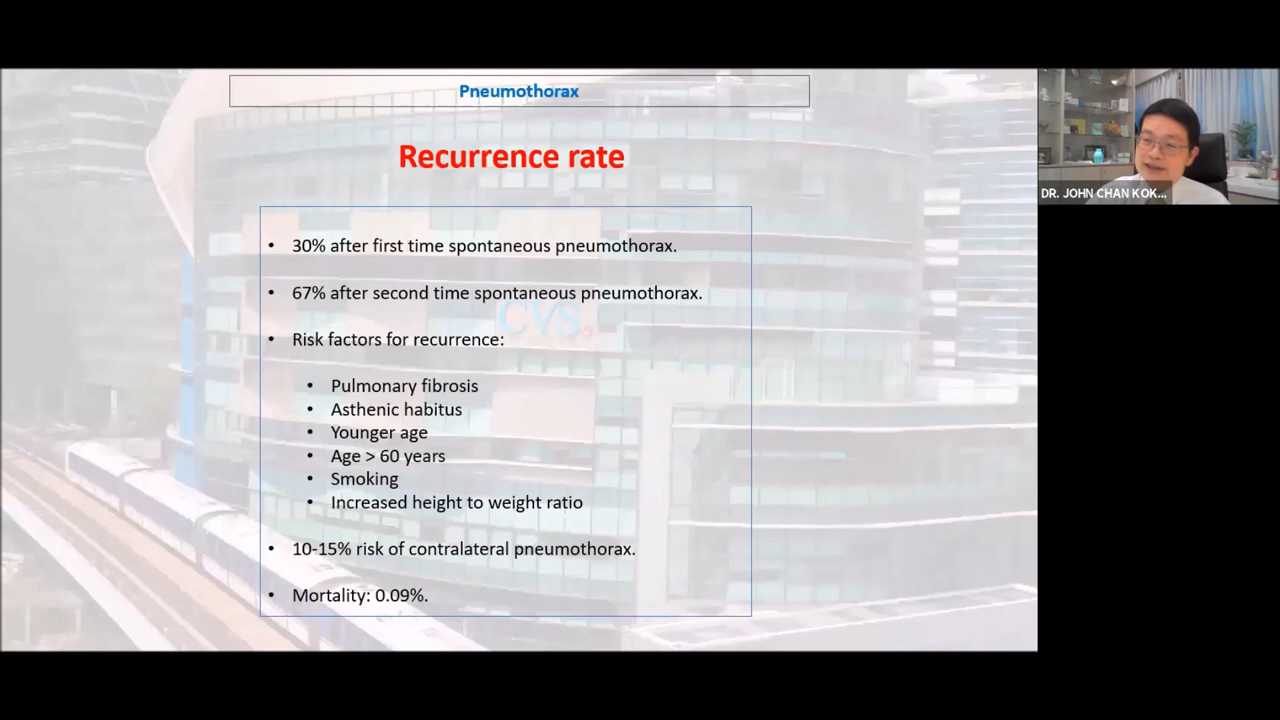 Pneumothorax
Recurrence rate
• 30% after first time spontaneous pneumothorax.
• 67% after second time spontaneous pneumothorax.
CVS
• Risk factors for recurrence:
• Pulmonary fibrosis
• Asthenic habitus
• Younger age
• Age > 60 years
• Smoking
• Increased height to weight ratio
• 10-15% risk of contralateral pneumothorax.
• Mortality: 0.09%.
DR. JOHN CHAN KOK...